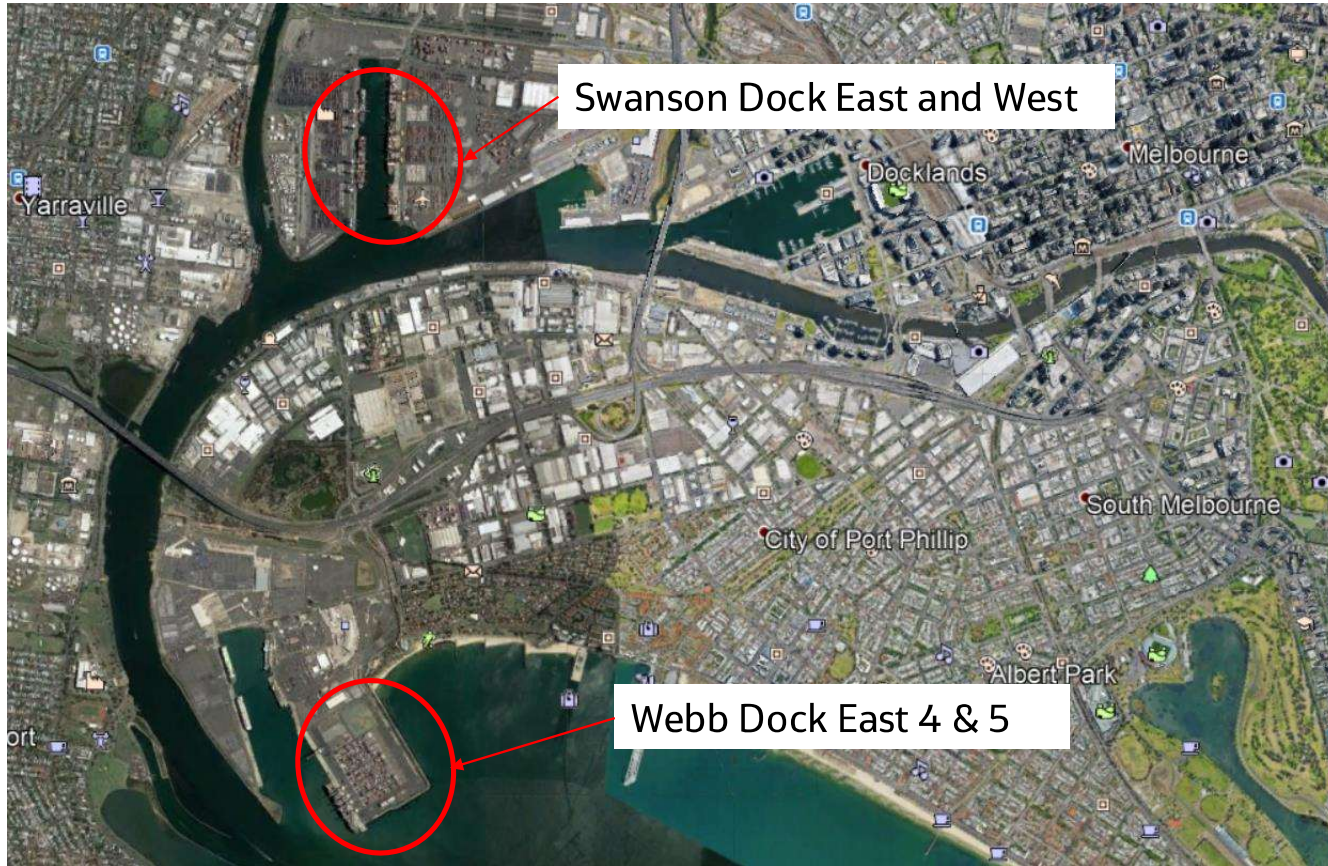 Swanson Dock East and West
Melbourne
Docklands
Yarraville
South Melbourne
City of Port Phillip
Albert Park
Webb Dock East 4 & 5
ort